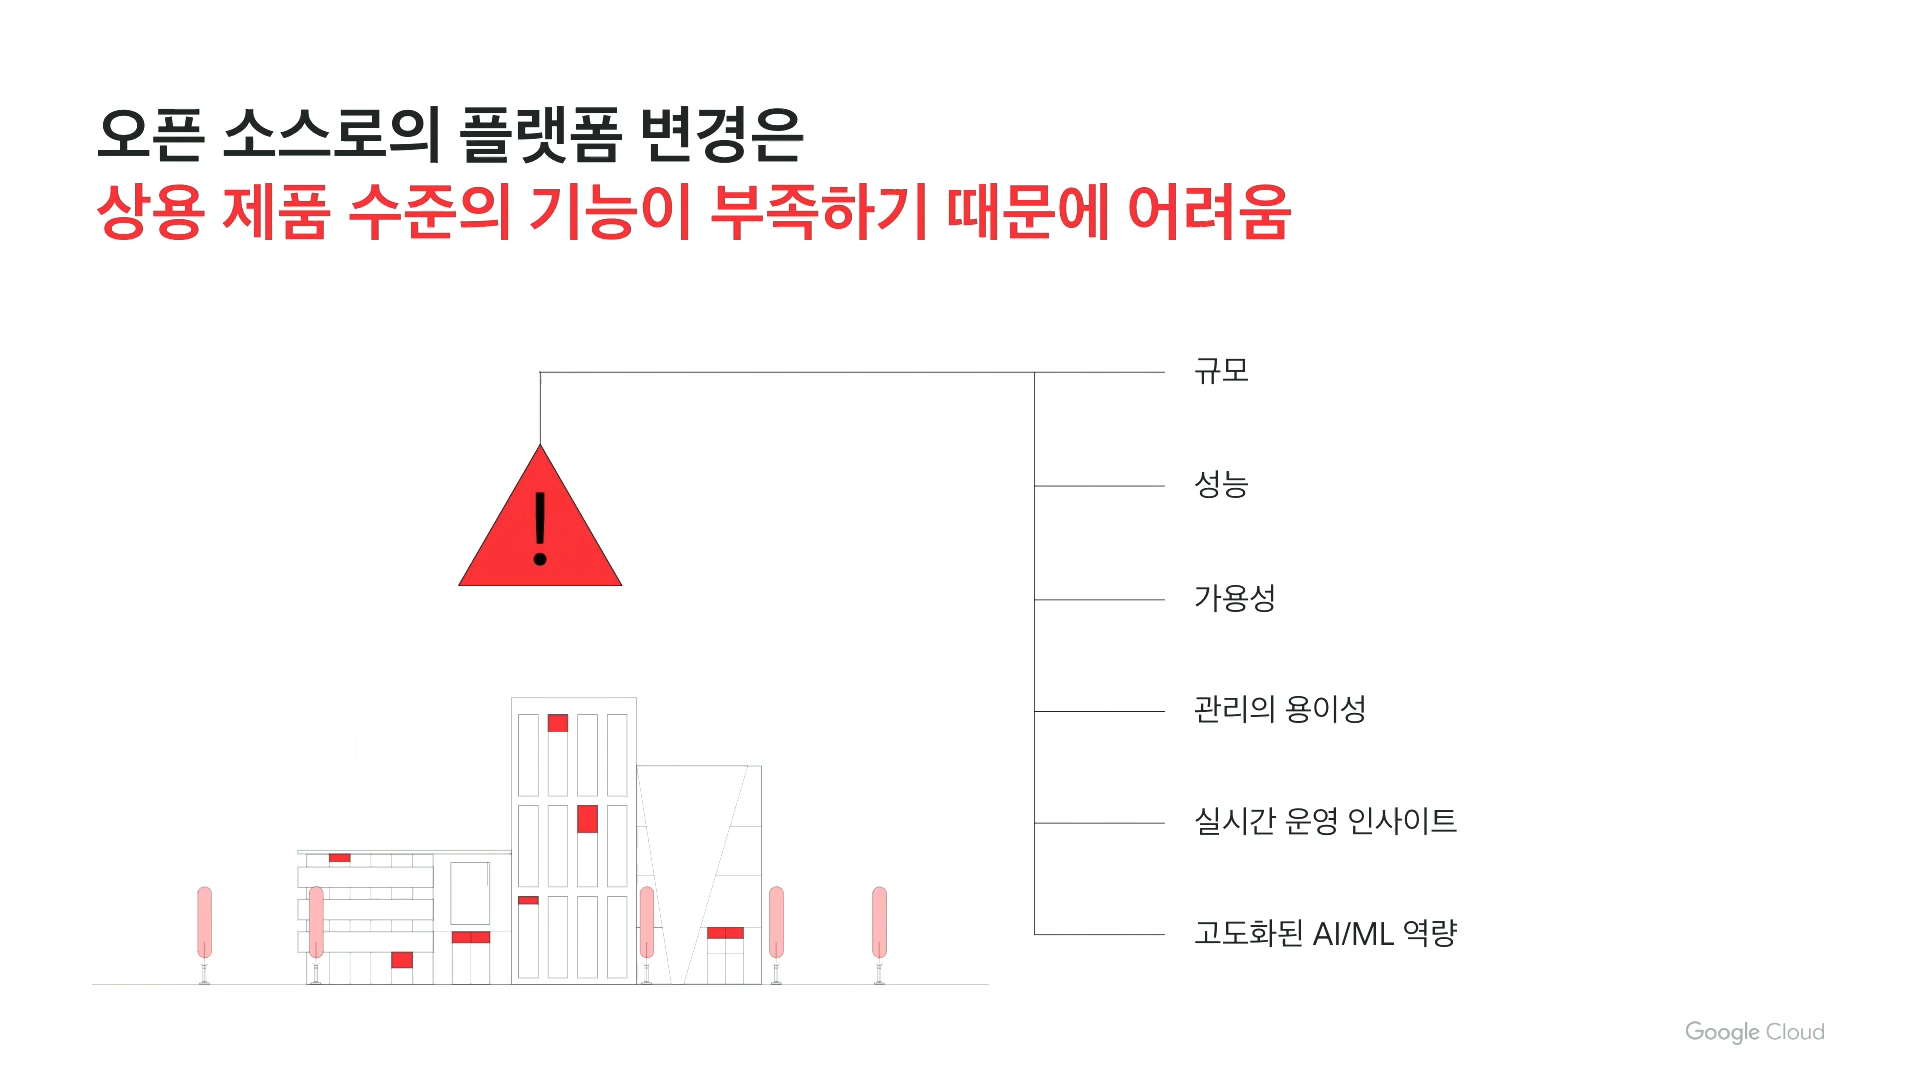 오픈 소스로의 플랫폼 변경은
상용 제품 수준의 기능이 부족하기 때문에 어려움
규모
성능
가용성
관리의 용이성
실시간 운영 인사이트
고도화된 AI/ML 역량
!
Google Cloud